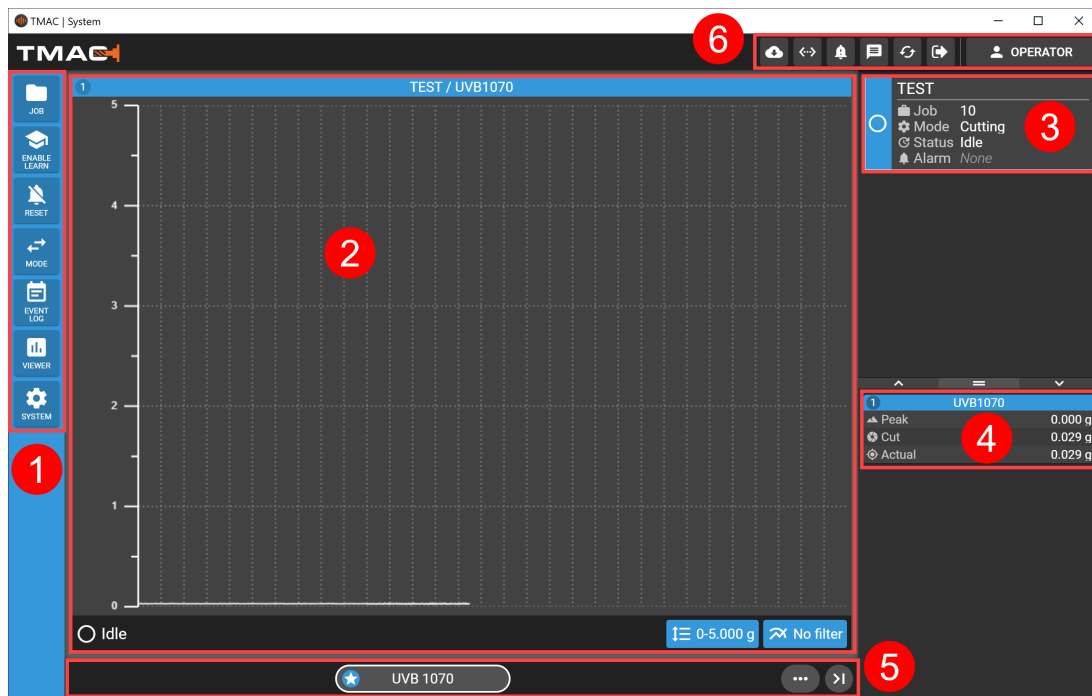 TMAC | System
TMAC
6
OPERATOR
JOB
ENABLE
LEARN
RESET
MODE
EVENT
LOG
VIEWER
SYSTEM
1
1 TEST / UVB1070
5
4
3
2
1
0
2
Idle
0-5.000 g
No filter
TEST
Job 10
Mode Cutting
Status Idle
Alarm None
3
1 UVB1070
Peak 0.000 g
Cut 0.029 g
Actual 0.029 g
4
UVB 1070
5